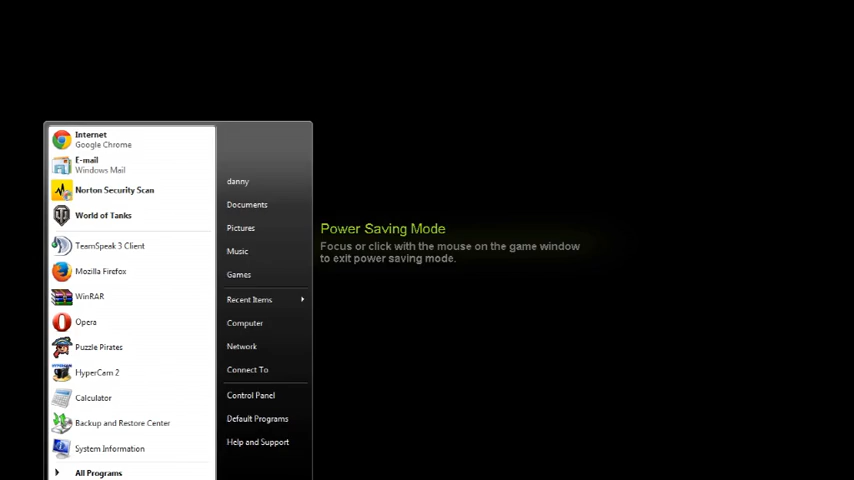 Internet
Google Chrome
E-mail
Windows Mail
Norton Security Scan
World of Tanks
TeamSpeak 3 Client
Mozilla Firefox
WinRAR
Opera
Puzzle Pirates
HyperCam 2
Calculator
Backup and Restore Center
System Information
All Programs
danny
Documents
Pictures
Music
Games
Recent Items
Computer
Network
Connect To
Control Panel
Default Programs
Help and Support
Power Saving Mode
Focus or click with the mouse on the game window
to exit power saving mode.